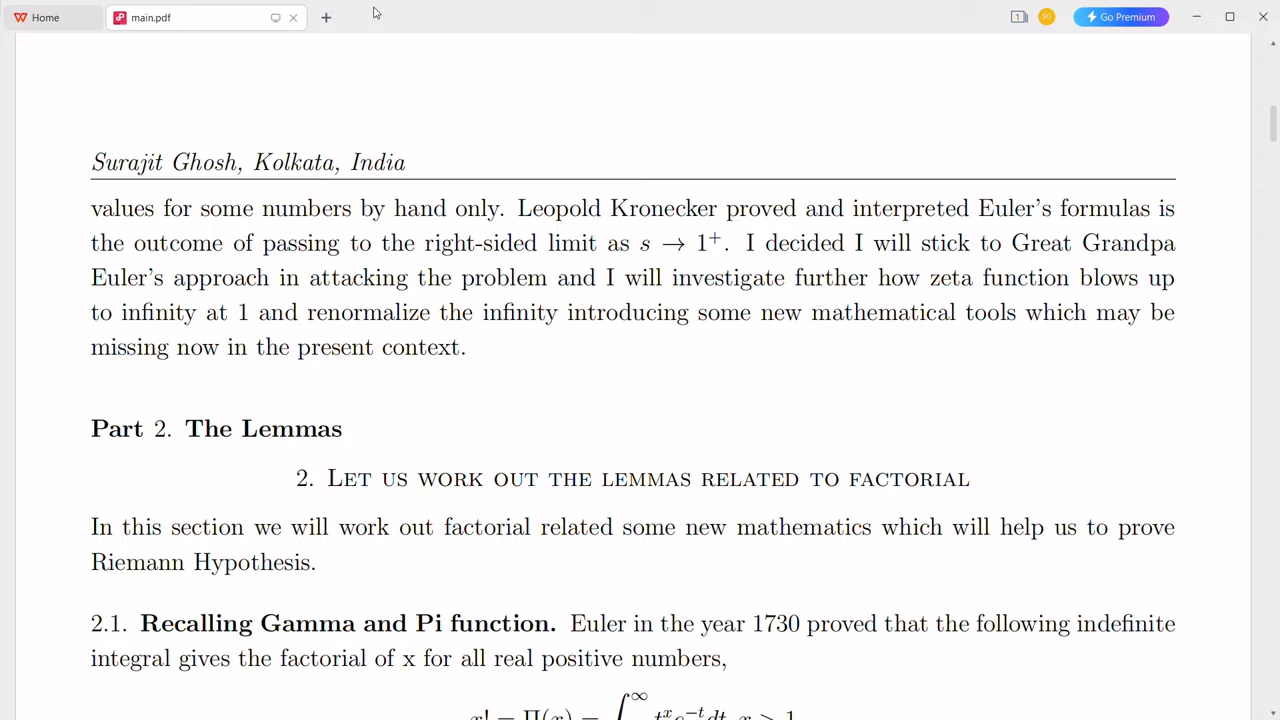 Home
main.pdf
1
SG
Go Premium
Surajit Ghosh, Kolkata, India
values for some numbers by hand only. Leopold Kronecker proved and interpreted Euler's formulas is
the outcome of passing to the right-sided limit as s → 1⁺. I decided I will stick to Great Grandpa
Euler's approach in attacking the problem and I will investigate further how zeta function blows up
to infinity at 1 and renormalize the infinity introducing some new mathematical tools which may be
missing now in the present context.
Part 2. The Lemmas
2. Let us work out the lemmas related to factorial
In this section we will work out factorial related some new mathematics which will help us to prove
Riemann Hypothesis.
2.1. Recalling Gamma and Pi function. Euler in the year 1730 proved that the following indefinite
integral gives the factorial of x for all real positive numbers,